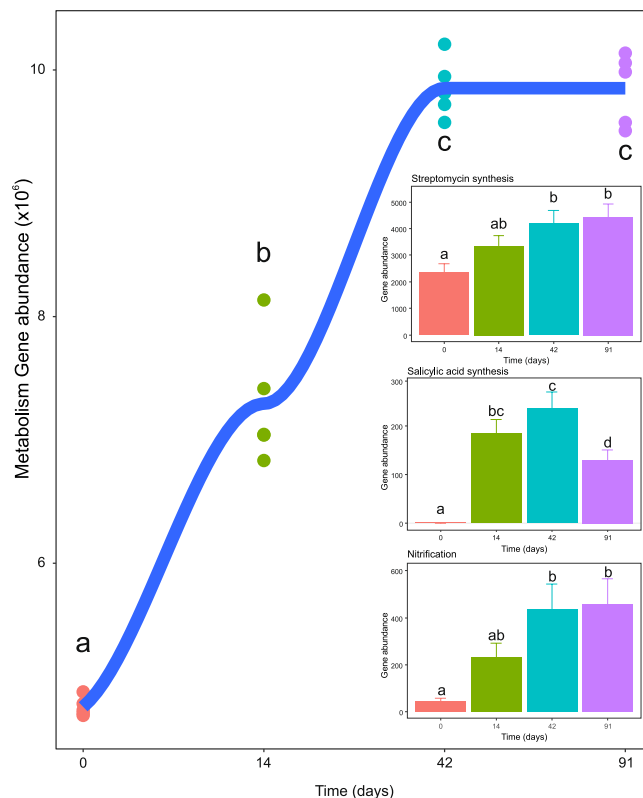 Metabolism Gene abundance (x10⁶)
10
8
6
a
b
c
c
0
14
42
91
Time (days)
Streptomycin synthesis
Gene abundance
5000
4000
3000
2000
1000
0
a
ab
b
b
0
14
42
91
Time (days)
Salicylic acid synthesis
Gene abundance
300
200
100
0
a
bc
c
d
0
14
42
91
Time (days)
Nitrification
Gene abundance
600
400
200
0
a
ab
b
b
0
14
42
91
Time (days)